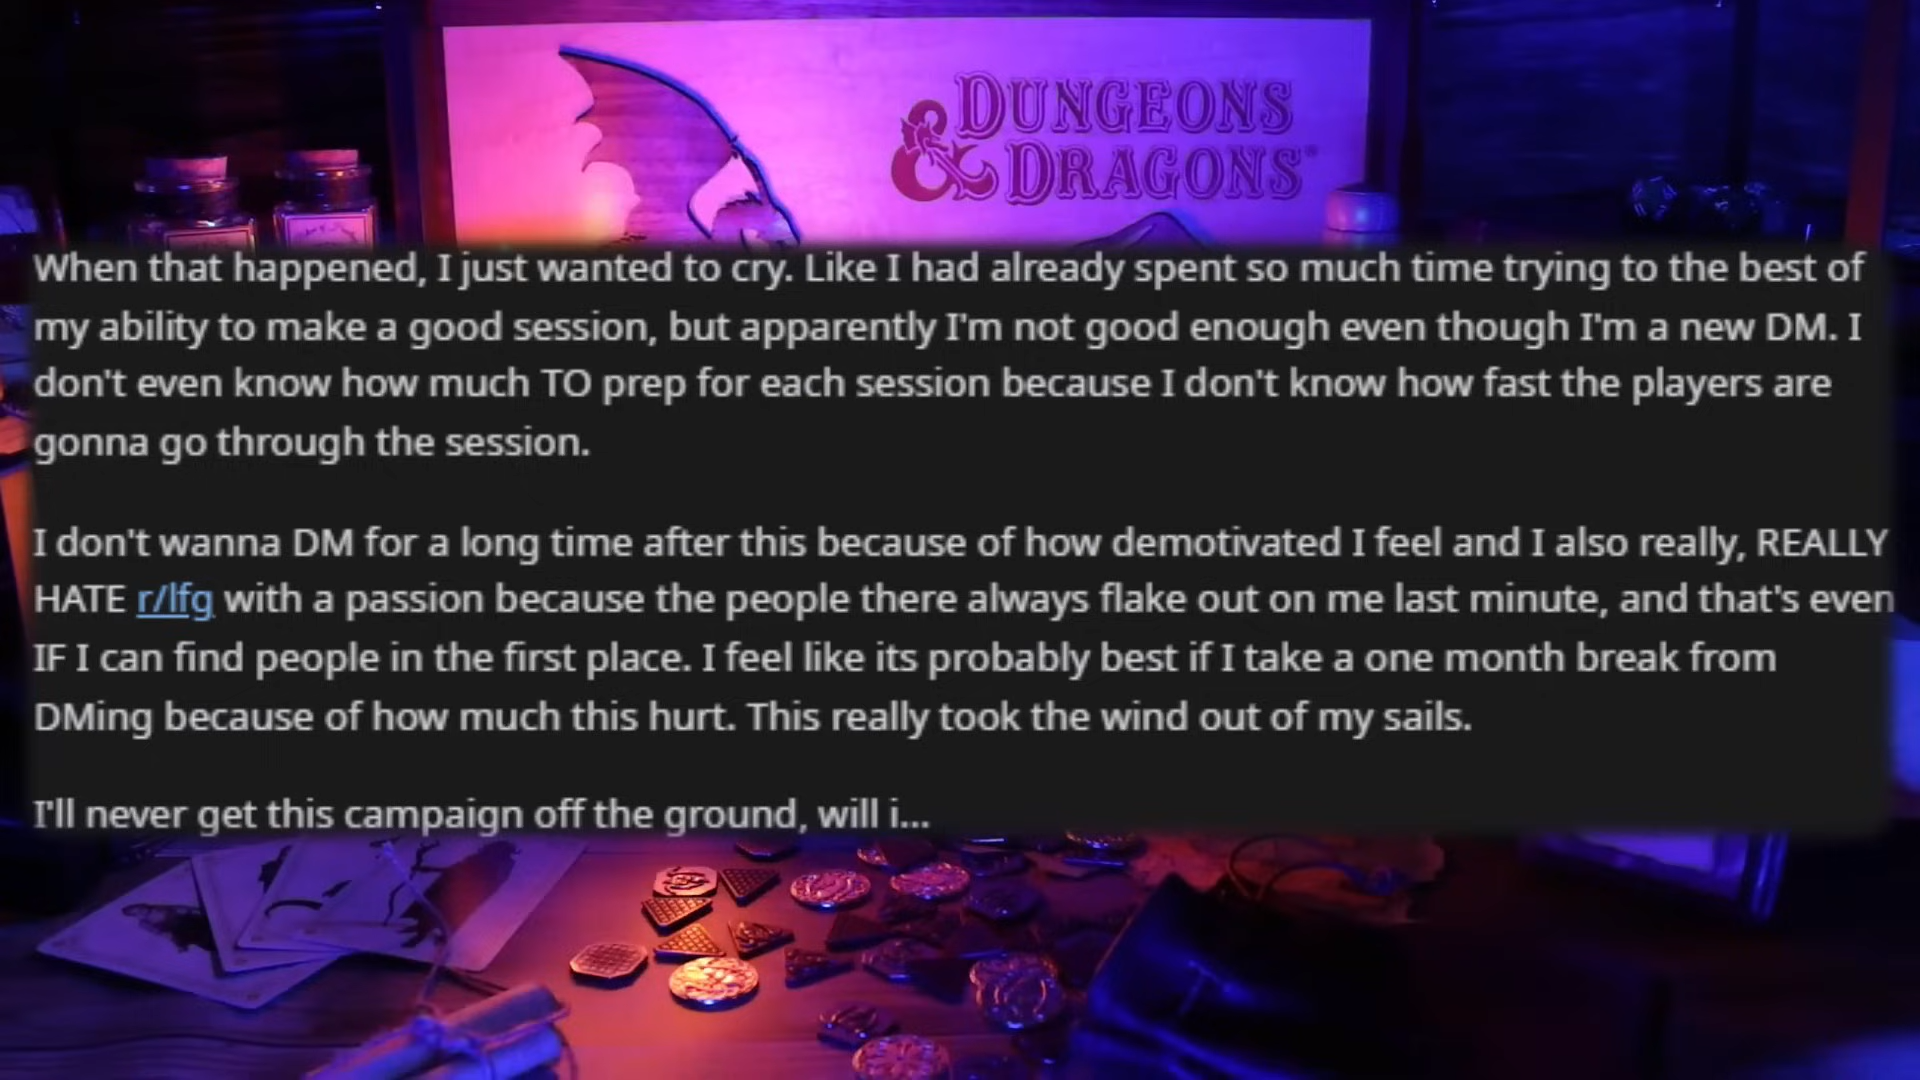 DUNGEONS
& DRAGONS
When that happened, I just wanted to cry. Like I had already spent so much time trying to the best of
my ability to make a good session, but apparently I'm not good enough even though I'm a new DM. I
don't even know how much TO prep for each session because I don't know how fast the players are
gonna go through the session.
I don't wanna DM for a long time after this because of how demotivated I feel and I also really, REALLY
HATE r/lfg with a passion because the people there always flake out on me last minute, and that's even
IF I can find people in the first place. I feel like its probably best if I take a one month break from
DMing because of how much this hurt. This really took the wind out of my sails.
I'll never get this campaign off the ground, will i...